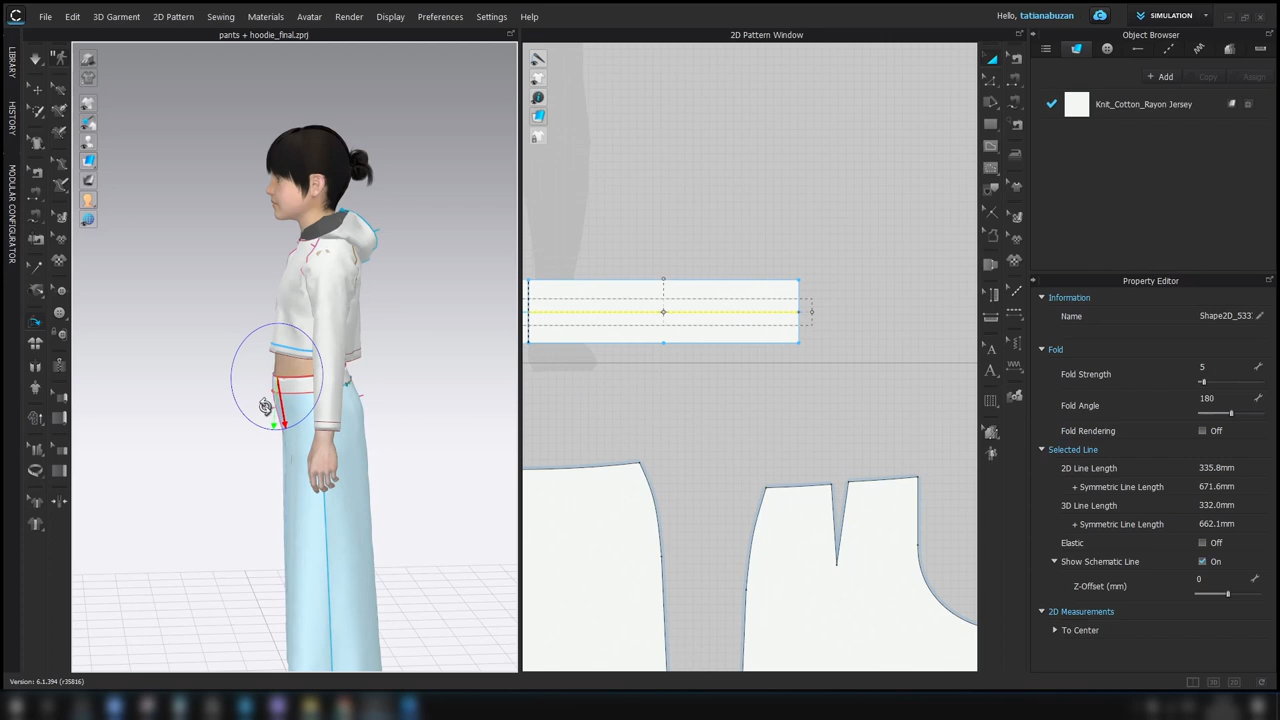 File Edit 3D Garment 2D Pattern Sewing Materials Avatar Render Display Preferences Settings Help
Hello, tatianabuzan SIMULATION
pants + hoodie_final.zprj
2D Pattern Window
Object Browser
LIBRARY
HISTORY
MODULAR CONFIGURATOR
+ Add Copy Assign
Knit_Cotton_Rayon Jersey
Property Editor
Information
Name Shape2D_533
Fold
Fold Strength 5
Fold Angle 180
Fold Rendering Off
Selected Line
2D Line Length 335.8mm
+ Symmetric Line Length 671.6mm
3D Line Length 332.0mm
+ Symmetric Line Length 662.1mm
Elastic Off
Show Schematic Line On
Z-Offset (mm) 0
2D Measurements
To Center
Version: 6.1.394 (r35816)
3D 2D